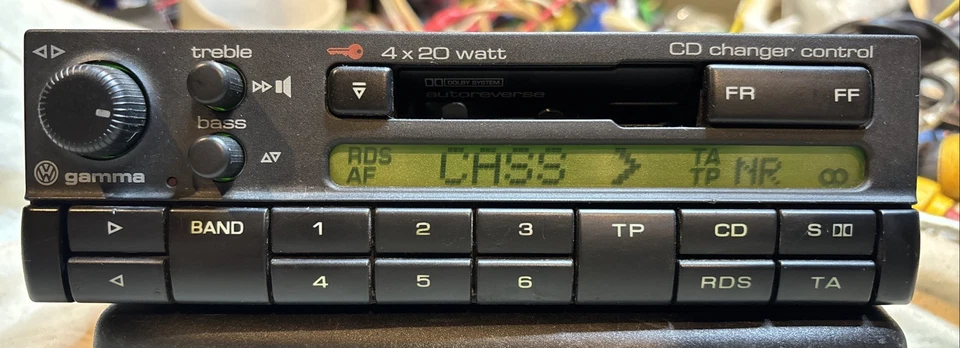 treble
4 x 20 watt
CD changer control
DOLBY SYSTEM
autoreverse
FR FF
bass
gamma
RDS CASS TA NR
AF TP
BAND 1 2 3 TP CD S
4 5 6 RDS TA